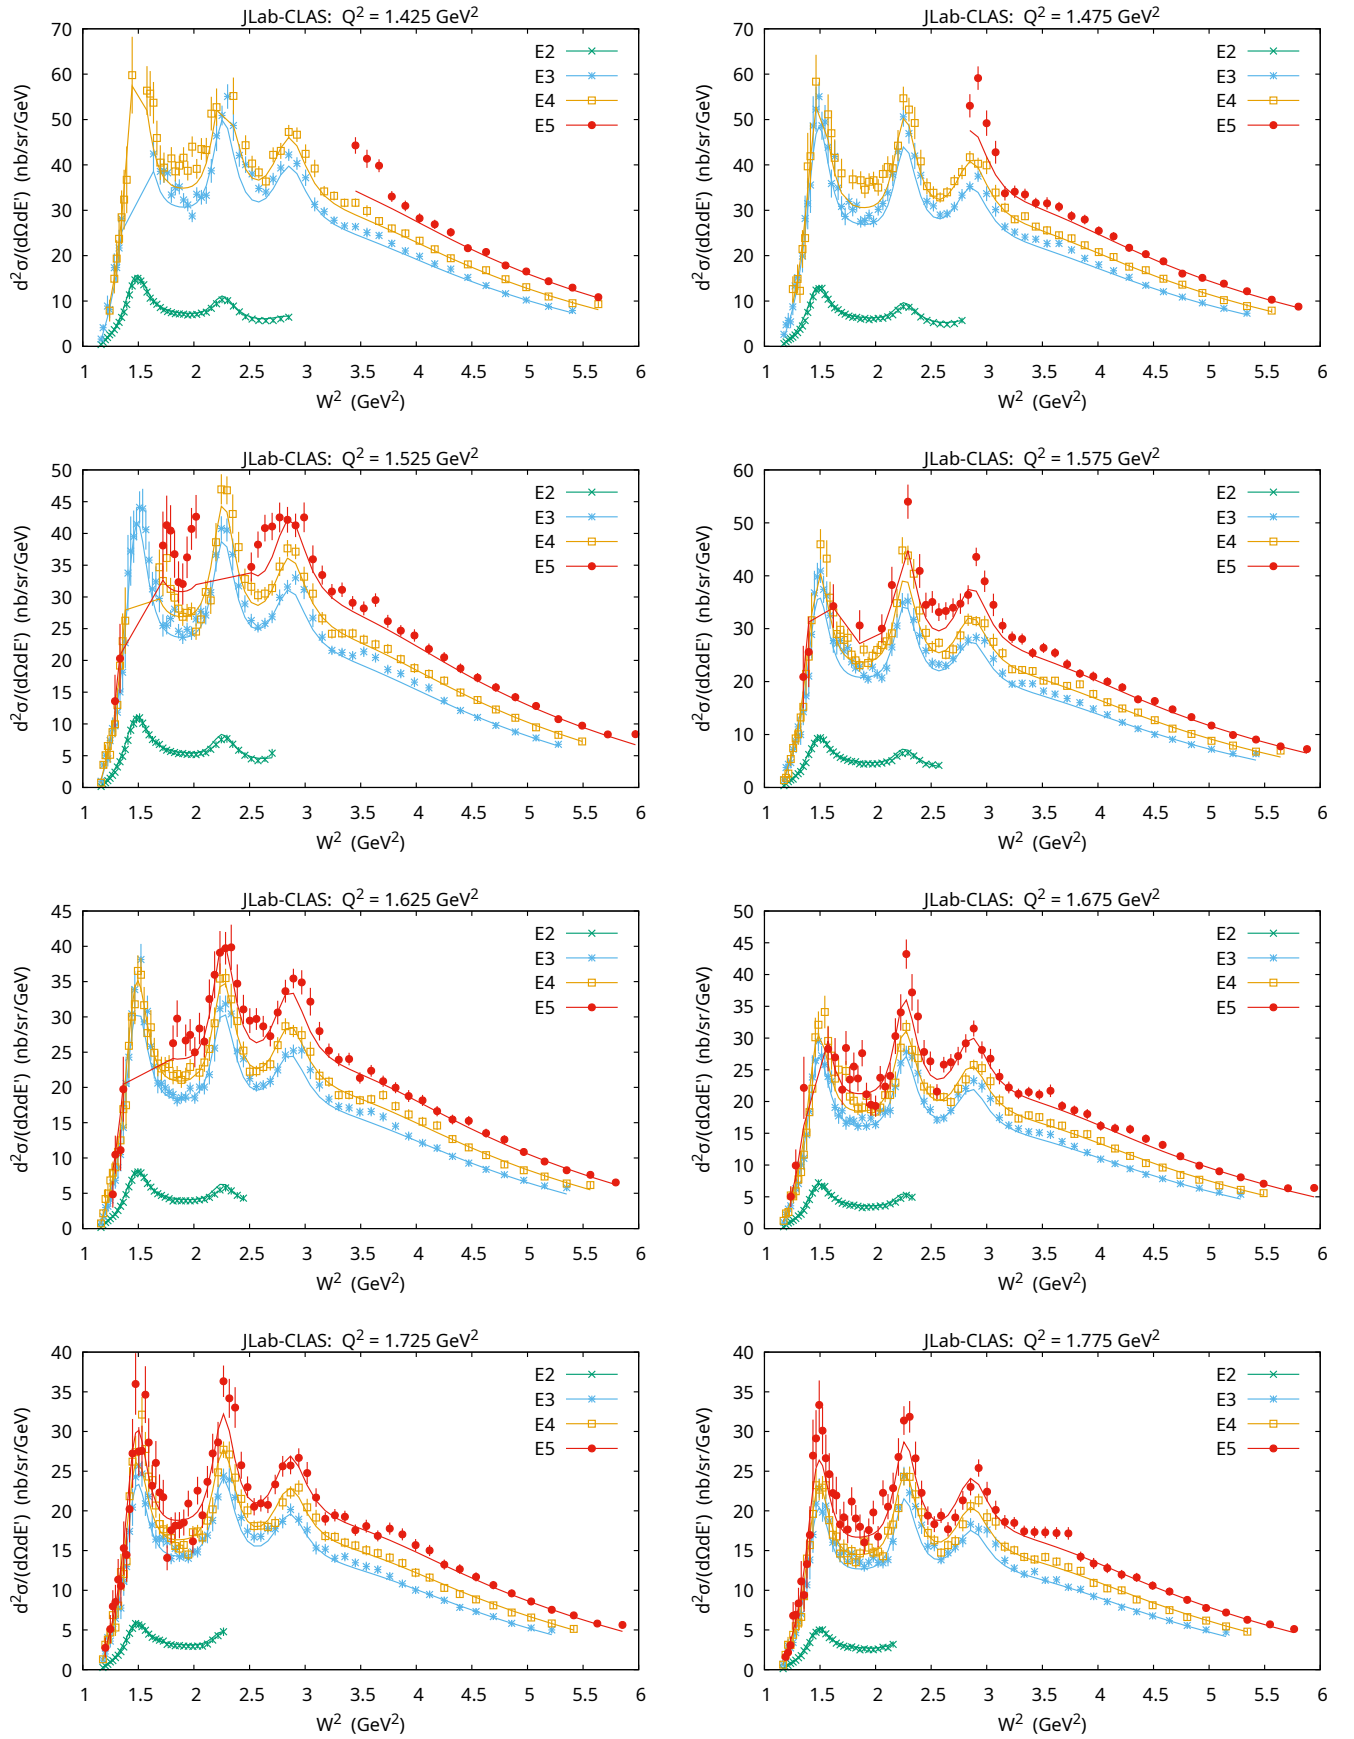 JLab-CLAS: Q² = 1.425 GeV²
d²σ/(dΩdE') (nb/sr/GeV)
70
60
50
40
30
20
10
0
E2
E3
E4
E5
1 1.5 2 2.5 3 3.5 4 4.5 5 5.5 6
W² (GeV²)
JLab-CLAS: Q² = 1.475 GeV²
d²σ/(dΩdE') (nb/sr/GeV)
70
60
50
40
30
20
10
0
E2
E3
E4
E5
1 1.5 2 2.5 3 3.5 4 4.5 5 5.5 6
W² (GeV²)
JLab-CLAS: Q² = 1.525 GeV²
d²σ/(dΩdE') (nb/sr/GeV)
50
45
40
35
30
25
20
15
10
5
0
E2
E3
E4
E5
1 1.5 2 2.5 3 3.5 4 4.5 5 5.5 6
W² (GeV²)
JLab-CLAS: Q² = 1.575 GeV²
d²σ/(dΩdE') (nb/sr/GeV)
60
50
40
30
20
10
0
E2
E3
E4
E5
1 1.5 2 2.5 3 3.5 4 4.5 5 5.5 6
W² (GeV²)
JLab-CLAS: Q² = 1.625 GeV²
d²σ/(dΩdE') (nb/sr/GeV)
45
40
35
30
25
20
15
10
5
0
E2
E3
E4
E5
1 1.5 2 2.5 3 3.5 4 4.5 5 5.5 6
W² (GeV²)
JLab-CLAS: Q² = 1.675 GeV²
d²σ/(dΩdE') (nb/sr/GeV)
50
45
40
35
30
25
20
15
10
5
0
E2
E3
E4
E5
1 1.5 2 2.5 3 3.5 4 4.5 5 5.5 6
W² (GeV²)
JLab-CLAS: Q² = 1.725 GeV²
d²σ/(dΩdE') (nb/sr/GeV)
40
35
30
25
20
15
10
5
0
E2
E3
E4
E5
1 1.5 2 2.5 3 3.5 4 4.5 5 5.5 6
W² (GeV²)
JLab-CLAS: Q² = 1.775 GeV²
d²σ/(dΩdE') (nb/sr/GeV)
40
35
30
25
20
15
10
5
0
E2
E3
E4
E5
1 1.5 2 2.5 3 3.5 4 4.5 5 5.5 6
W² (GeV²)